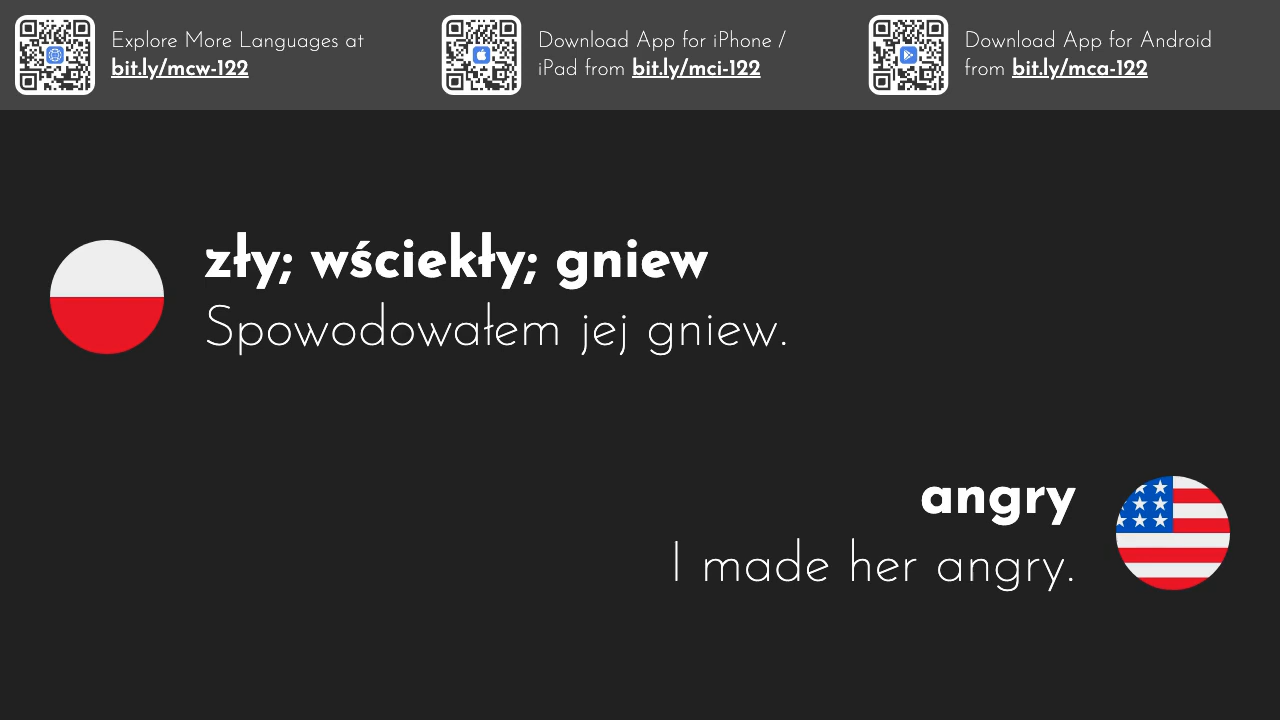 Explore More Languages at
bit.ly/mcw-122
Download App for iPhone /
iPad from bit.ly/mci-122
Download App for Android
from bit.ly/mca-122
zły; wściekły; gniew
Spowodowałem jej gniew.
angry
I made her angry.